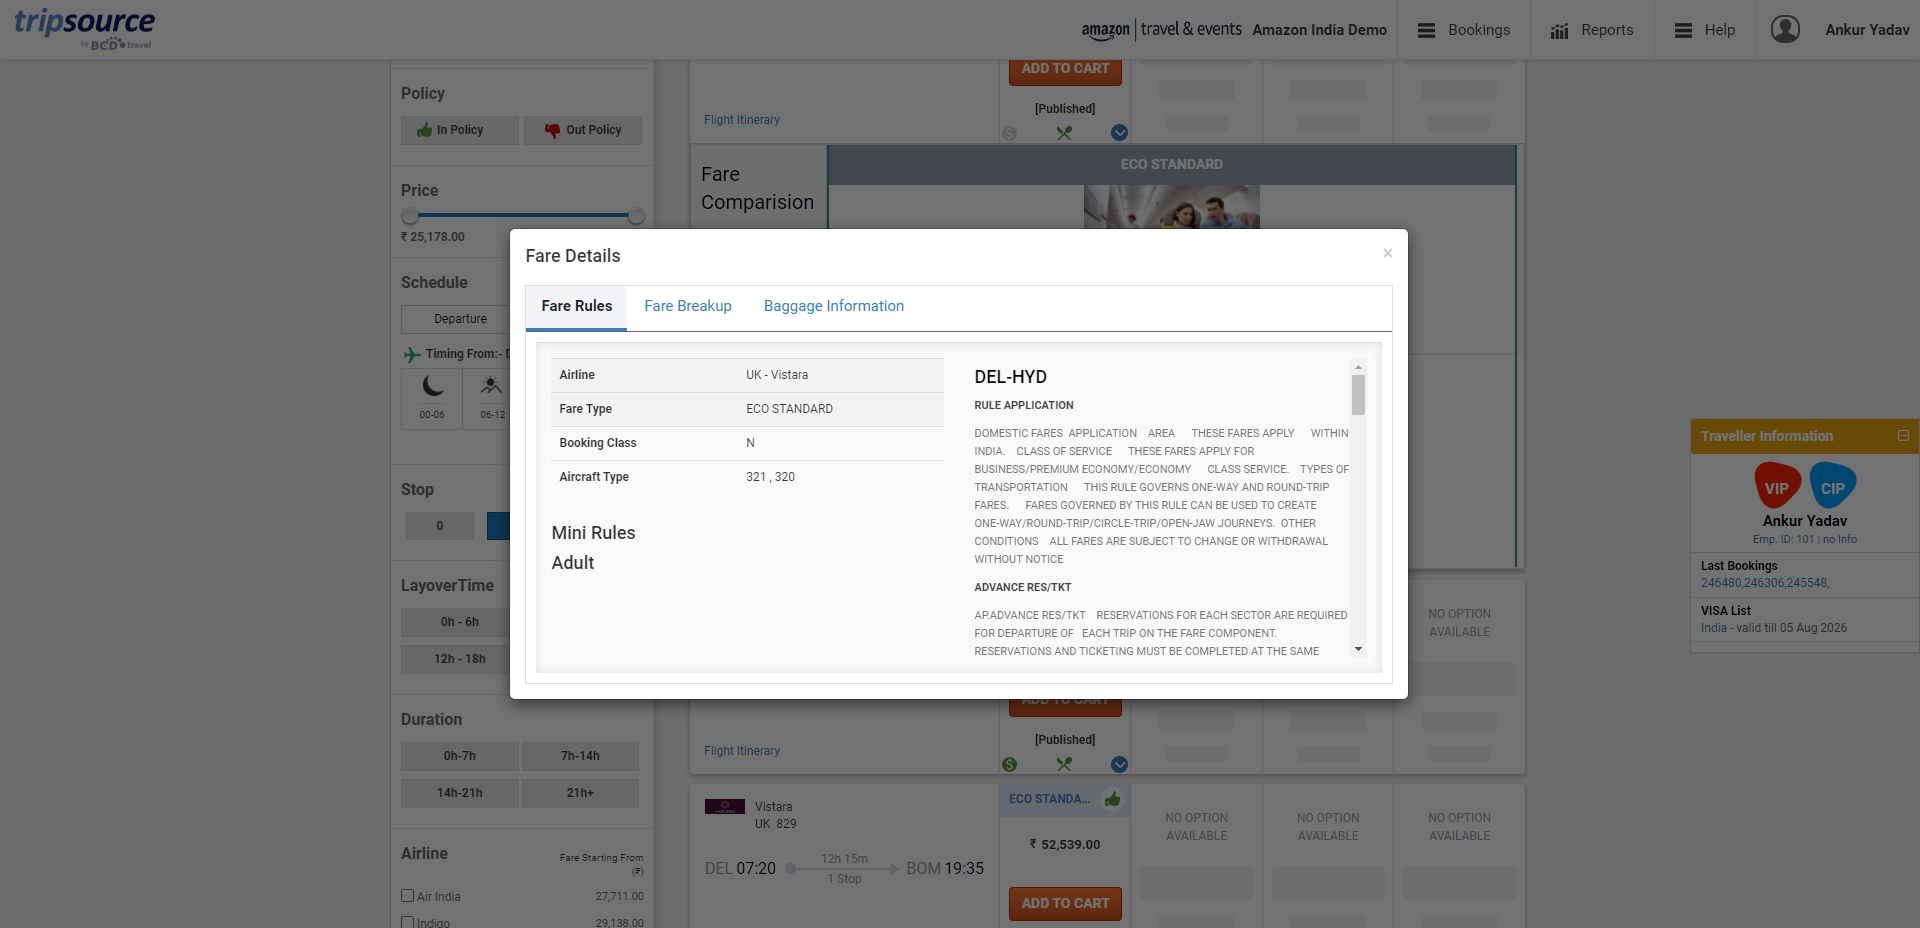 tripsource
by BCD travel
amazon travel & events
Amazon India Demo
Bookings
Reports
Help
Ankur Yadav
Policy
In Policy
Out Policy
Price
₹ 25,178.00
Schedule
Departure
Timing From:- D
00-06
06-12
Stop
0
LayoverTime
0h - 6h
12h - 18h
Duration
0h-7h
7h-14h
14h-21h
21h+
Airline
Fare Starting From
(₹)
Air India
27,711.00
Indigo
29,138.00
ADD TO CART
[Published]
Flight Itinerary
Fare
Comparision
ECO STANDARD
Fare Details
×
Fare Rules
Fare Breakup
Baggage Information
Airline
UK - Vistara
Fare Type
ECO STANDARD
Booking Class
N
Aircraft Type
321 , 320
Mini Rules
Adult
DEL-HYD
RULE APPLICATION
DOMESTIC FARES APPLICATION AREA THESE FARES APPLY WITHIN
INDIA. CLASS OF SERVICE THESE FARES APPLY FOR
BUSINESS/PREMIUM ECONOMY/ECONOMY CLASS SERVICE. TYPES OF
TRANSPORTATION THIS RULE GOVERNS ONE-WAY AND ROUND-TRIP
FARES. FARES GOVERNED BY THIS RULE CAN BE USED TO CREATE
ONE-WAY/ROUND-TRIP/CIRCLE-TRIP/OPEN-JAW JOURNEYS. OTHER
CONDITIONS ALL FARES ARE SUBJECT TO CHANGE OR WITHDRAWAL
WITHOUT NOTICE
ADVANCE RES/TKT
AP.ADVANCE RES/TKT RESERVATIONS FOR EACH SECTOR ARE REQUIRED
FOR DEPARTURE OF EACH TRIP ON THE FARE COMPONENT.
RESERVATIONS AND TICKETING MUST BE COMPLETED AT THE SAME
NO OPTION
AVAILABLE
ADD TO CART
[Published]
Flight Itinerary
Vistara
UK 829
DEL 07:20
12h 15m
1 Stop
BOM 19:35
ECO STANDA...
₹ 52,539.00
ADD TO CART
NO OPTION
AVAILABLE
NO OPTION
AVAILABLE
NO OPTION
AVAILABLE
Traveller Information
VIP
CIP
Ankur Yadav
Emp. ID: 101 | no Info
Last Bookings
246480,246306,245548,
VISA List
India - valid till 05 Aug 2026